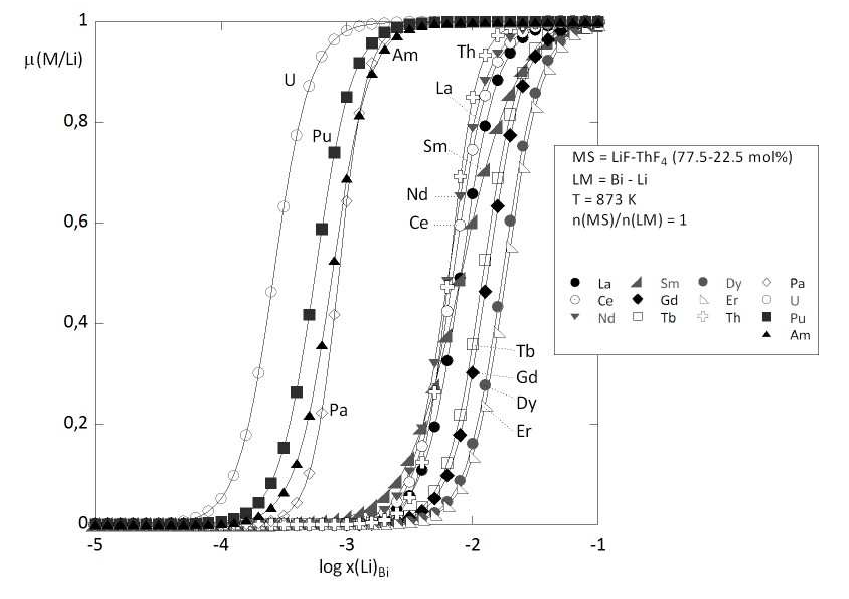 1
μ(M/Li)
0,8
0,6
0,4
0,2
0
-5
-4
-3
-2
-1
log x(Li)Bi
U
Pu
Am
Pa
Th
La
Sm
Nd
Ce
Tb
Gd
Dy
Er
MS = LiF-ThF4 (77.5-22.5 mol%)
LM = Bi - Li
T = 873 K
n(MS)/n(LM) = 1
La Sm Dy Pa
Ce Gd Er U
Nd Tb Th Pu
Am